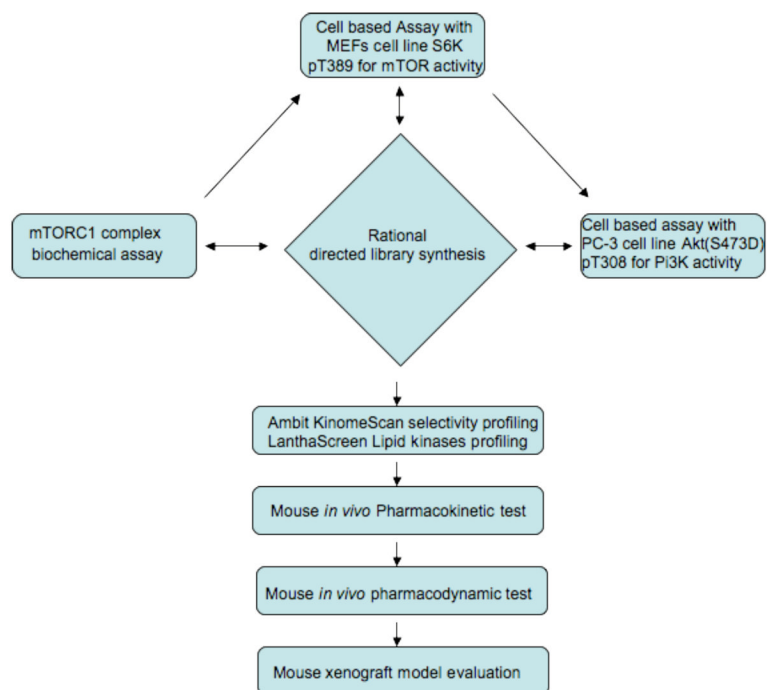 Cell based Assay with
MEFs cell line S6K
pT389 for mTOR activity
mTORC1 complex
biochemical assay
Rational
directed library synthesis
Cell based assay with
PC-3 cell line Akt(S473D)
pT308 for Pi3K activity
Ambit KinomeScan selectivity profiling
LanthaScreen Lipid kinases profiling
Mouse in vivo Pharmacokinetic test
Mouse in vivo pharmacodynamic test
Mouse xenograft model evaluation